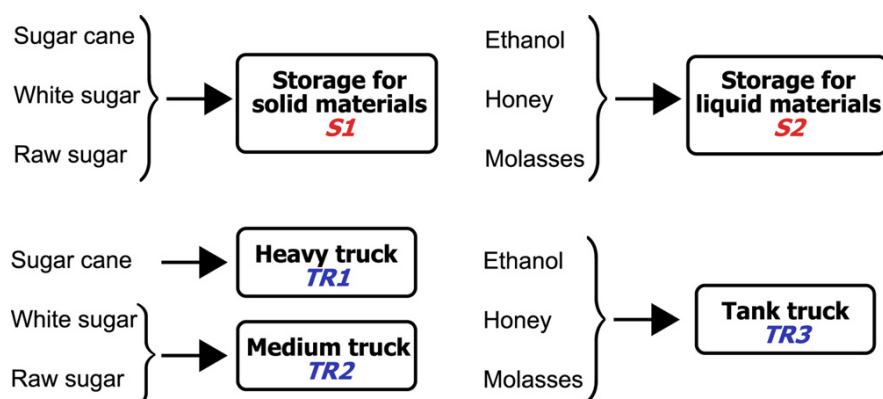 Sugar cane
White sugar
Raw sugar
Storage for
solid materials
S1
Ethanol
Honey
Molasses
Storage for
liquid materials
S2
Sugar cane
Heavy truck
TR1
White sugar
Raw sugar
Medium truck
TR2
Ethanol
Honey
Molasses
Tank truck
TR3